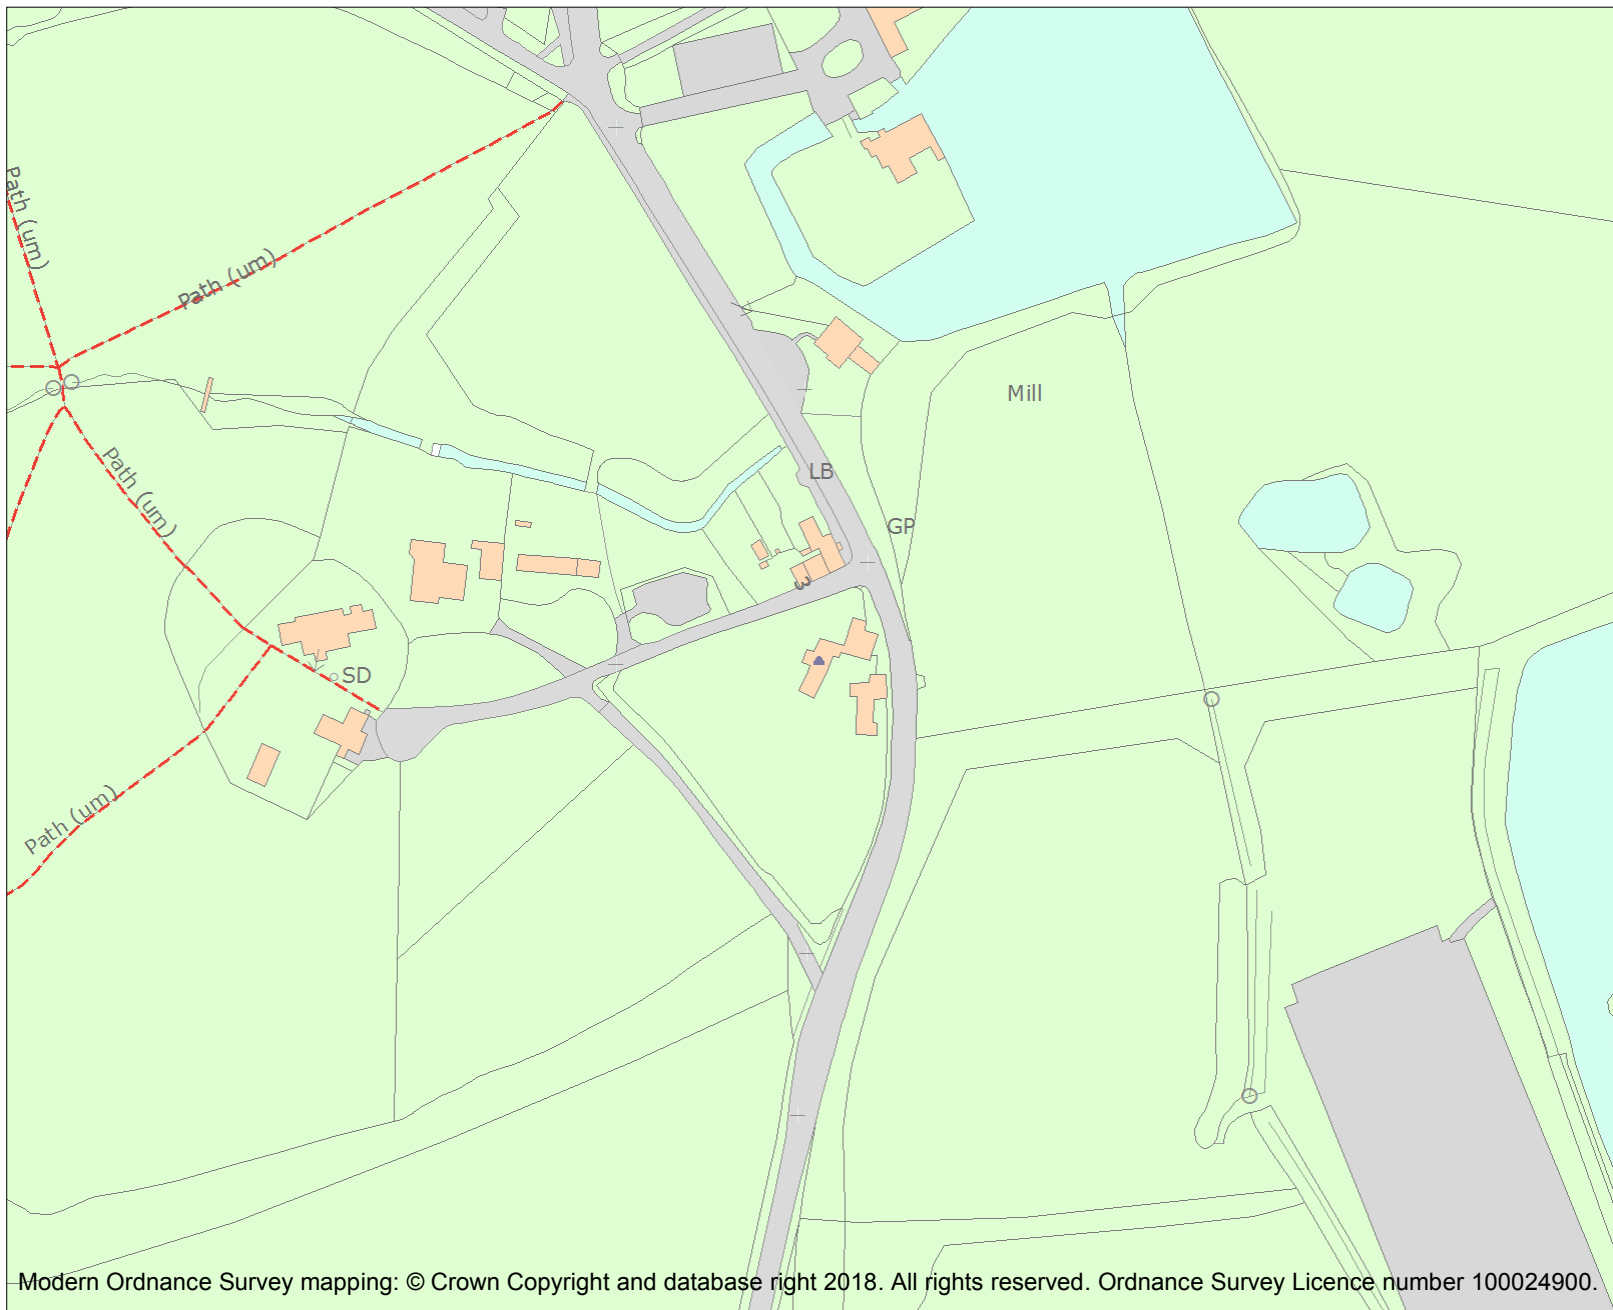 Path (um)
Path (um)
Mill
LB
Path (um)
GP
3
SD
Path (um)
Modern Ordnance Survey mapping: © Crown Copyright and database right 2018. All rights reserved. Ordnance Survey Licence number 100024900.